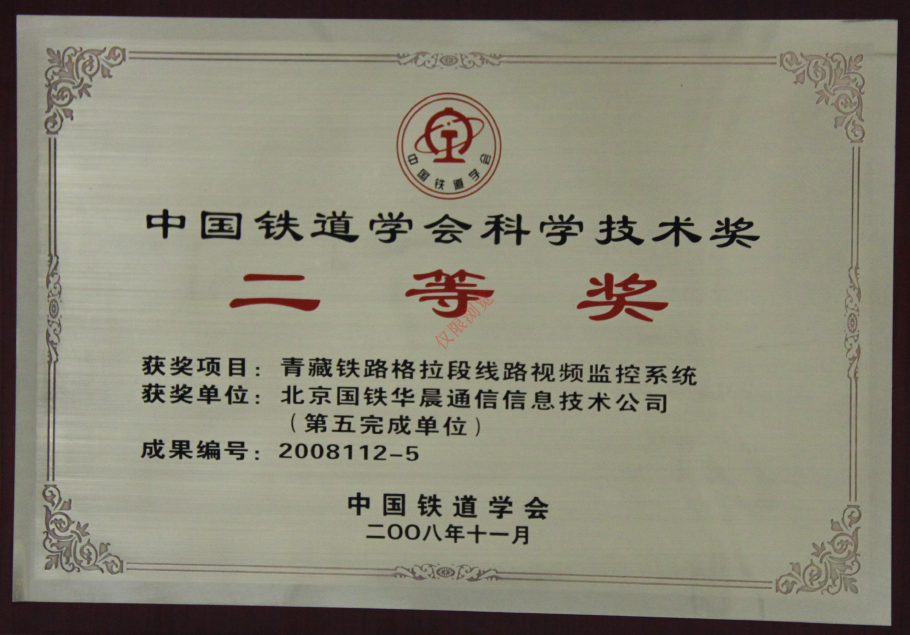 中国铁道学会
中国铁道学会科学技术奖
二等奖
仅限浏览
获奖项目：青藏铁路格拉段线路视频监控系统
获奖单位：北京国铁华晨通信信息技术公司
（第五完成单位）
成果编号：2008112-5
中国铁道学会
二〇〇八年十一月